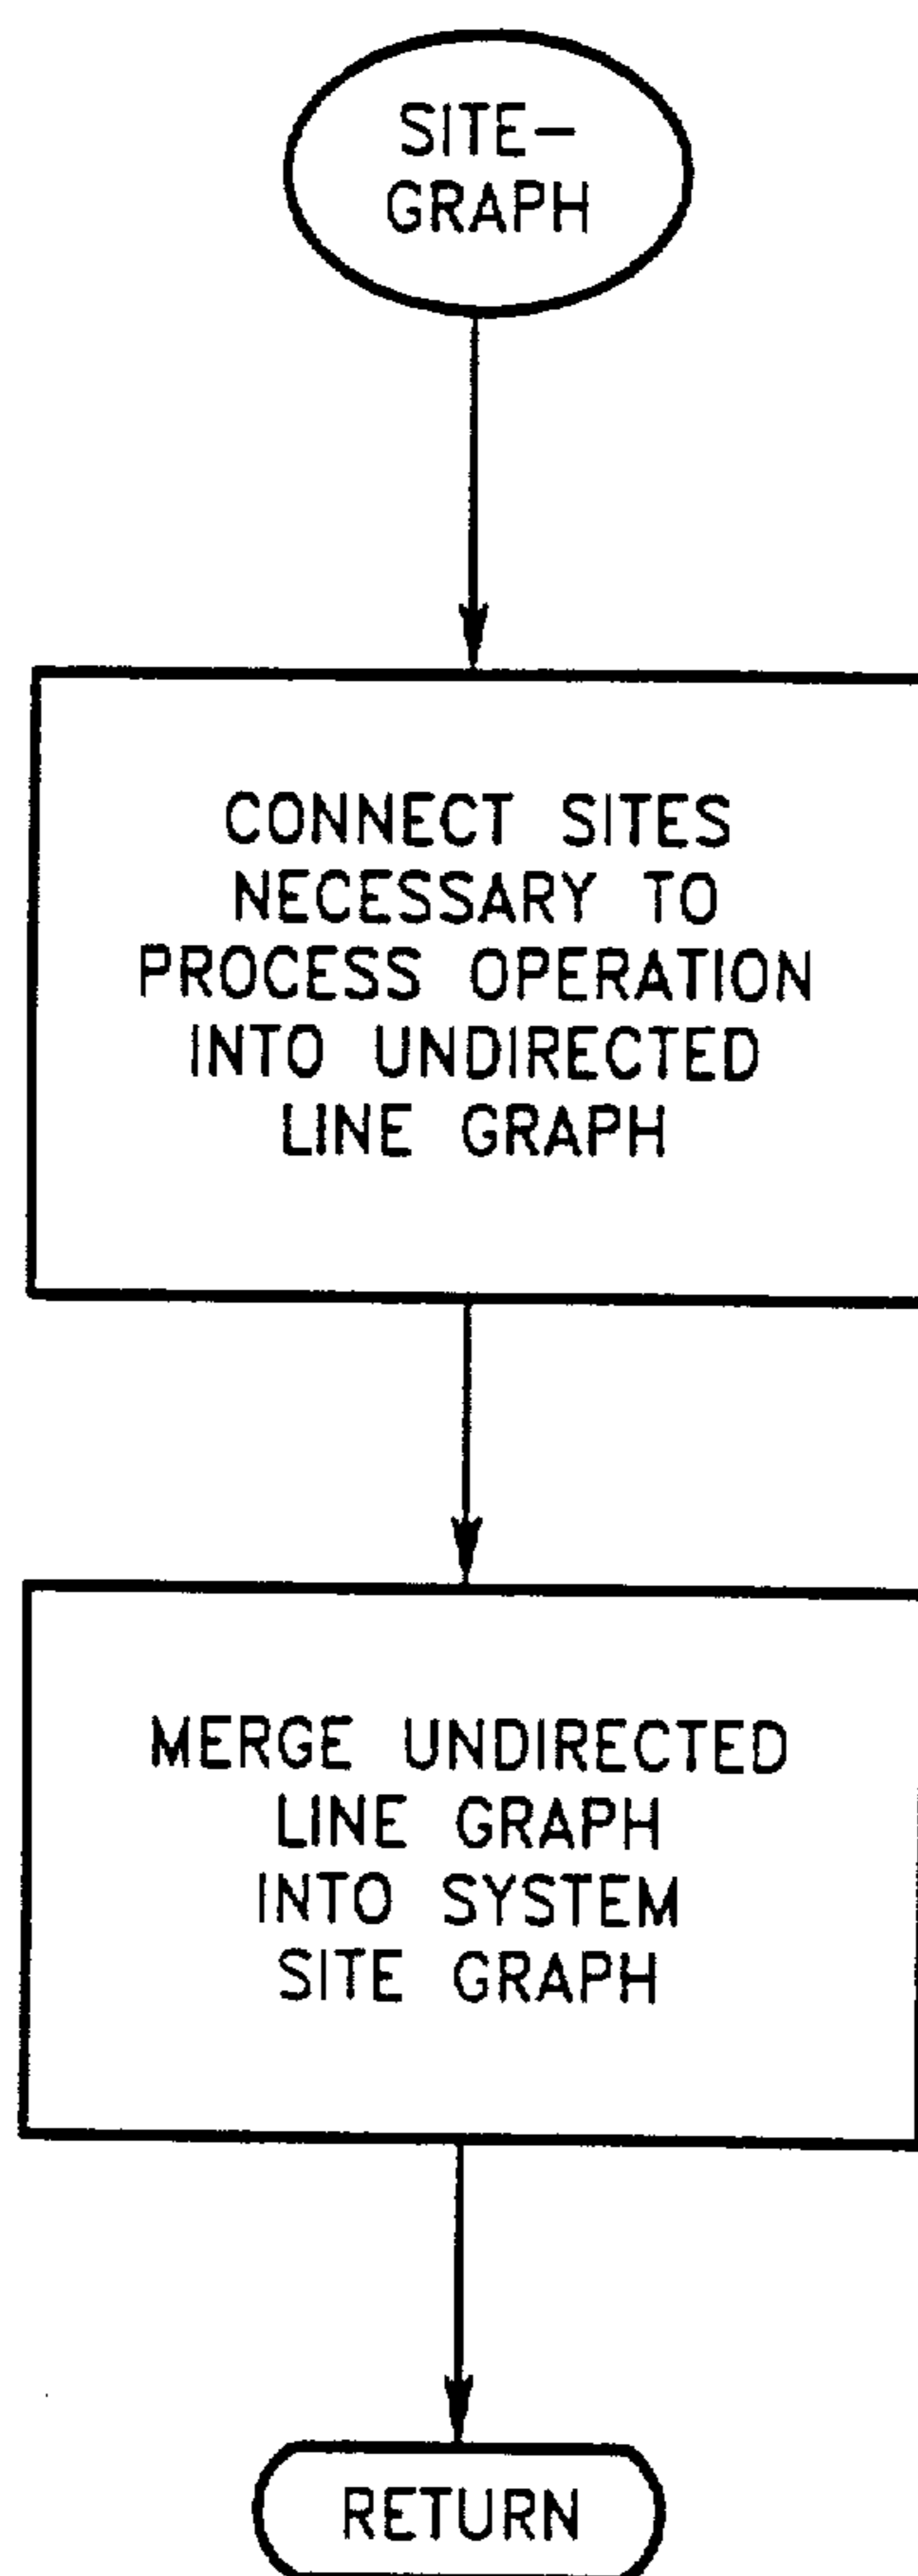 SITE-
GRAPH
CONNECT SITES
NECESSARY TO
PROCESS OPERATION
INTO UNDIRECTED
LINE GRAPH
MERGE UNDIRECTED
LINE GRAPH
INTO SYSTEM
SITE GRAPH
RETURN